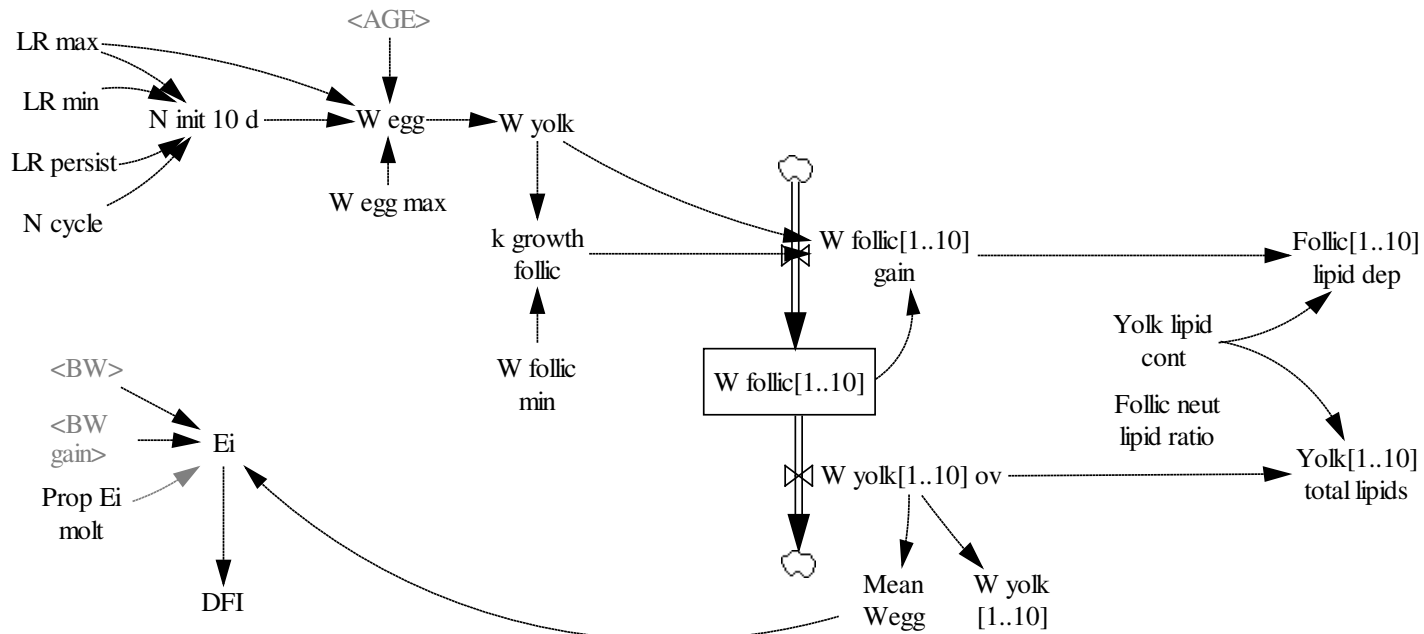 <AGE>
LR max
LR min
N init 10 d
W egg
W yolk
LR persist
W egg max
N cycle
k growth
follic
W follic[1..10]
gain
Follic[1..10]
lipid dep
Yolk lipid
cont
<BW>
W follic
min
W follic[1..10]
Follic neut
lipid ratio
<BW
gain>
Ei
W yolk[1..10] ov
Yolk[1..10]
total lipids
Prop Ei
molt
DFI
Mean
Wegg
W yolk
[1..10]